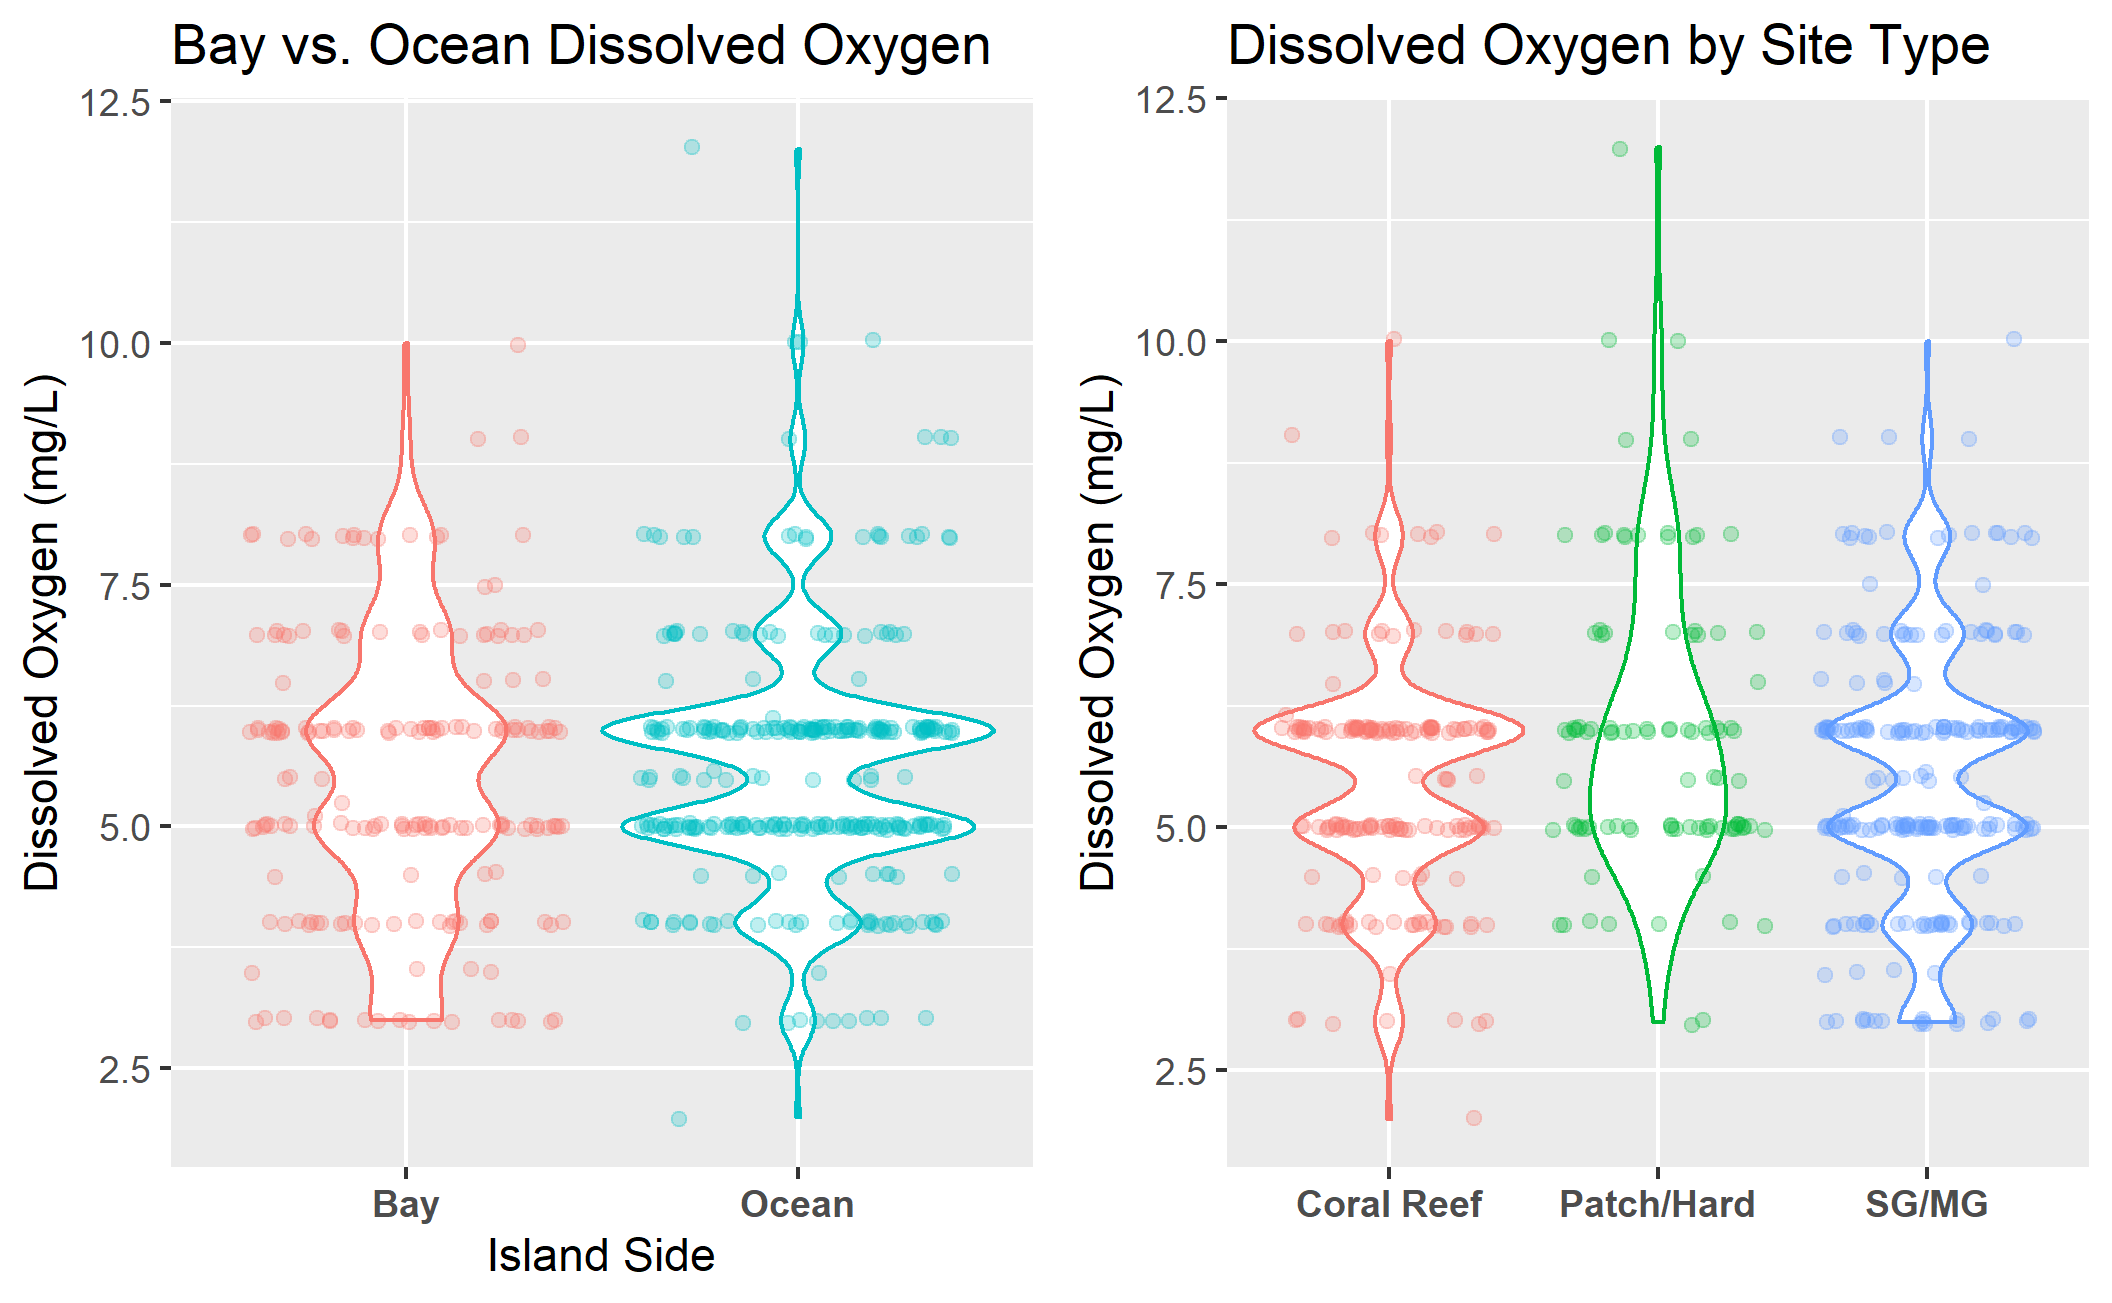 Bay vs. Ocean Dissolved Oxygen
12.5
10.0
7.5
5.0
2.5
Dissolved Oxygen (mg/L)
Bay
Ocean
Island Side
Dissolved Oxygen by Site Type
12.5
10.0
7.5
5.0
2.5
Dissolved Oxygen (mg/L)
Coral Reef
Patch/Hard
SG/MG